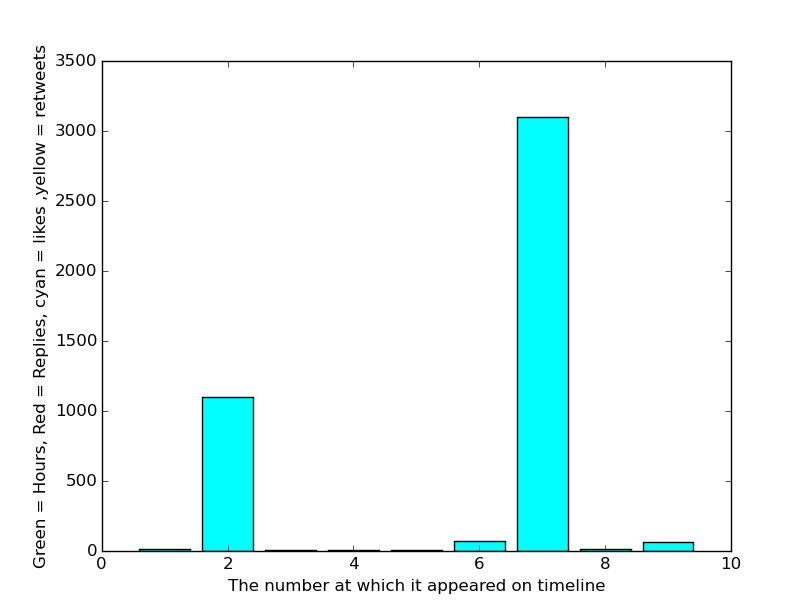 Green = Hours, Red = Replies, cyan = likes ,yellow = retweets
3500
3000
2500
2000
1500
1000
500
0
0 2 4 6 8 10
The number at which it appeared on timeline